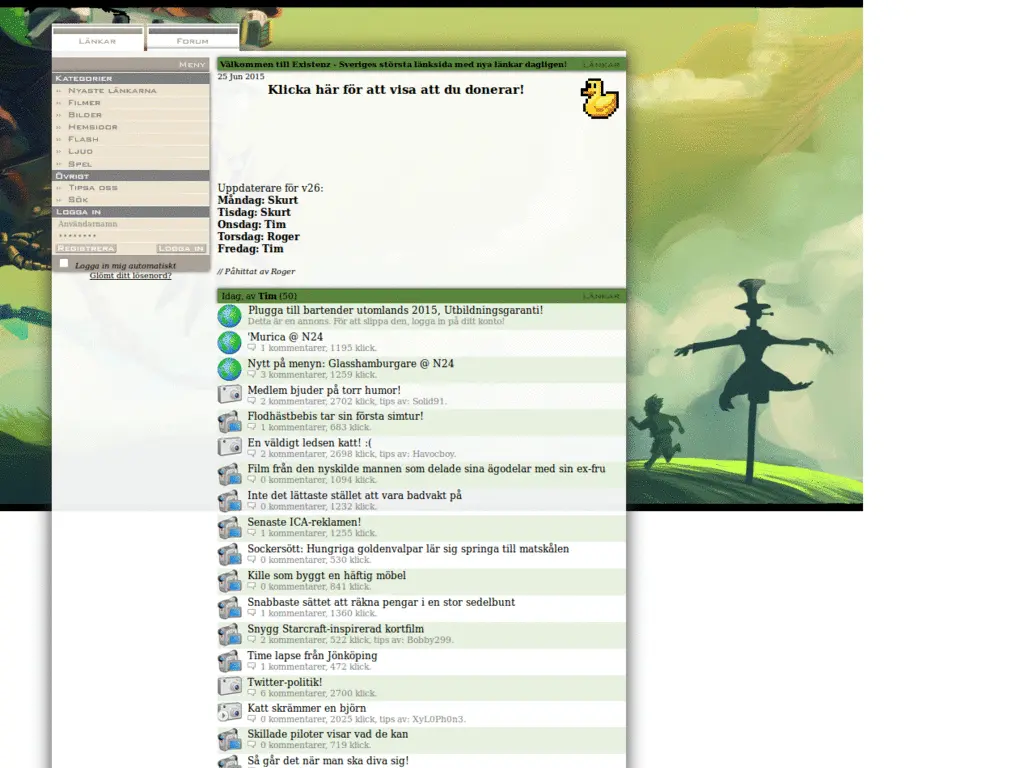 Länkar
Forum
Meny
Kategorier
Nyaste länkarna
Filmer
Bilder
Hemsidor
Flash
Ljud
Spel
Övrigt
Tipsa oss
Sök
Logga in
Användarnamn
••••••••
Registrera
Logga in
Logga in mig automatiskt
Glömt ditt lösenord?
Välkommen till Existenz - Sveriges största länksida med nya länkar dagligen!
Länkar
25 Jun 2015
Klicka här för att visa att du donerar!
Uppdaterare för v26:
Måndag: Skurt
Tisdag: Skurt
Onsdag: Tim
Torsdag: Roger
Fredag: Tim
// Påhittat av Roger
Idag, av Tim (50)
Länkar
Plugga till bartender utomlands 2015, Utbildningsgaranti!
Detta är en annons. För att slippa den, logga in på ditt konto!
'Murica @ N24
1 kommentarer, 1195 klick.
Nytt på menyn: Glasshamburgare @ N24
3 kommentarer, 1259 klick.
Medlem bjuder på torr humor!
2 kommentarer, 2702 klick, tips av: Solid91.
Flodhästbebis tar sin första simtur!
1 kommentarer, 683 klick.
En väldigt ledsen katt! :(
2 kommentarer, 2698 klick, tips av: Havocboy.
Film från den nyskilde mannen som delade sina ägodelar med sin ex-fru
0 kommentarer, 1094 klick.
Inte det lättaste stället att vara badvakt på
0 kommentarer, 1232 klick.
Senaste ICA-reklamen!
1 kommentarer, 1255 klick.
Sockersött: Hungriga goldenvalpar lär sig springa till matskålen
0 kommentarer, 530 klick.
Kille som byggt en häftig möbel
0 kommentarer, 841 klick.
Snabbaste sättet att räkna pengar i en stor sedelbunt
1 kommentarer, 1360 klick.
Snygg Starcraft-inspirerad kortfilm
2 kommentarer, 522 klick, tips av: Bobby299.
Time lapse från Jönköping
1 kommentarer, 472 klick.
Twitter-politik!
6 kommentarer, 2700 klick.
Katt skrämmer en björn
0 kommentarer, 2025 klick, tips av: XyL0Ph0n3.
Skillade piloter visar vad de kan
0 kommentarer, 719 klick.
Så går det när man ska diva sig!